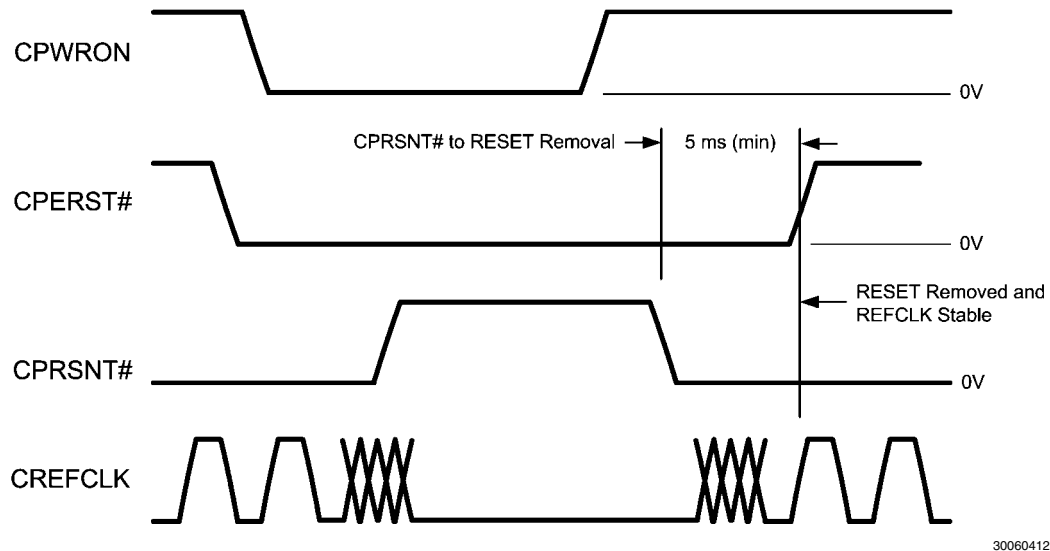 CPWRON
0V
CPRSNT# to RESET Removal
5 ms (min)
CPERST#
0V
RESET Removed and
REFCLK Stable
CPRSNT#
0V
CREFCLK
30060412